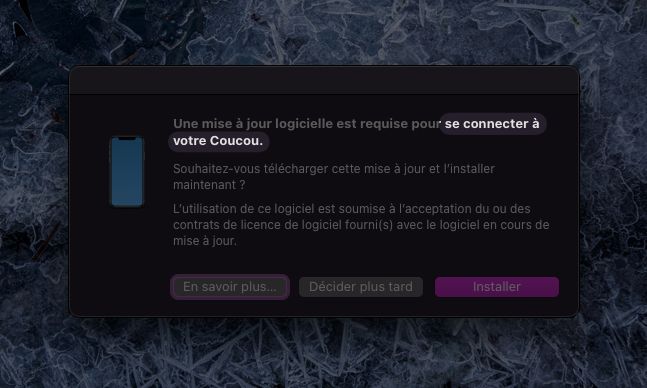 Une mise à jour logicielle est requise pour se connecter à
votre Coucou.
Souhaitez-vous télécharger cette mise à jour et l'installer
maintenant ?
L'utilisation de ce logiciel est soumise à l'acceptation du ou des
contrats de licence de logiciel fourni(s) avec le logiciel en cours de
mise à jour.
En savoir plus...
Décider plus tard
Installer